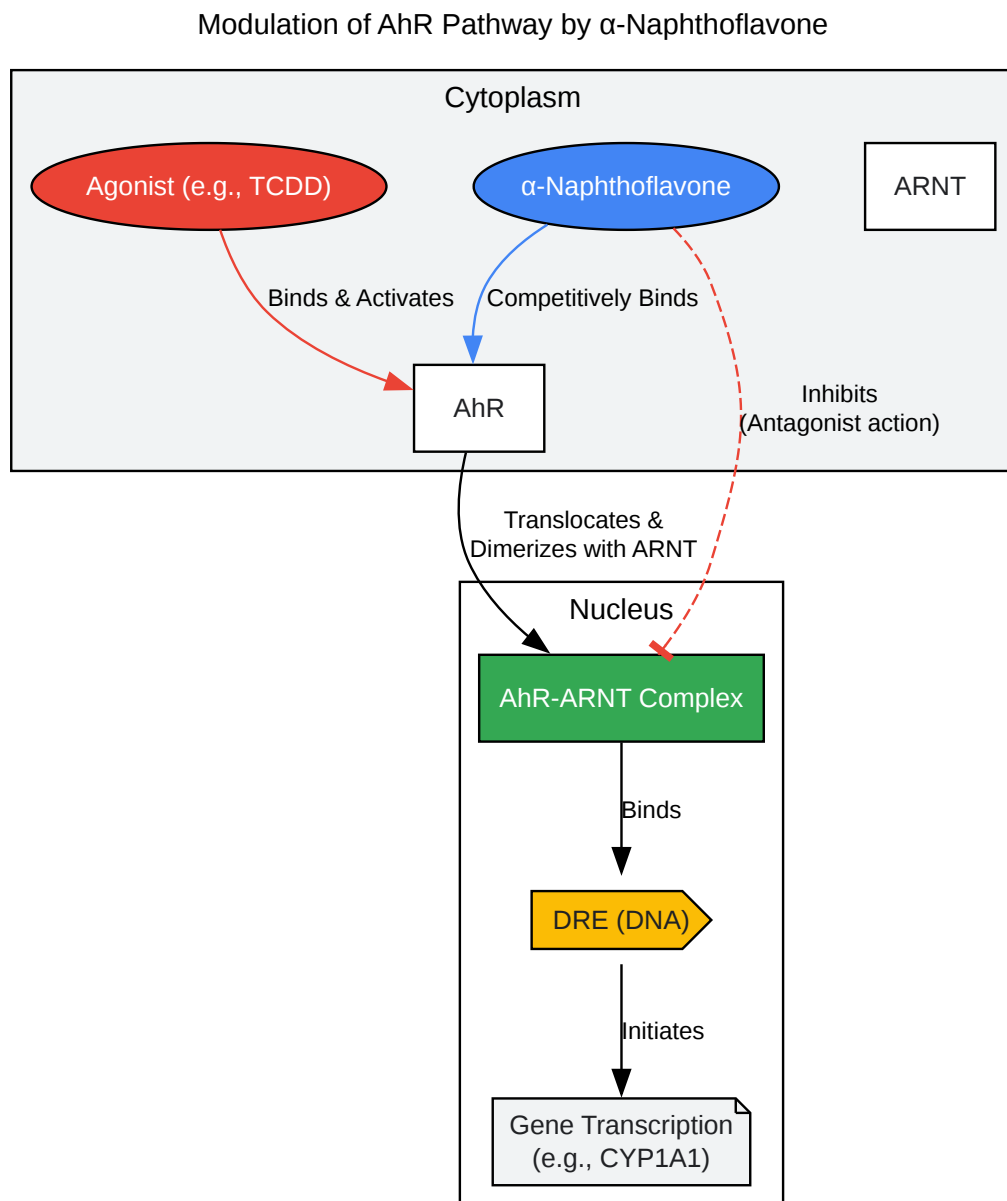 Modulation of AhR Pathway by α-Naphthoflavone
Cytoplasm
Agonist (e.g., TCDD)
α-Naphthoflavone
ARNT
Binds & Activates
Competitively Binds
AhR
Inhibits
(Antagonist action)
Translocates &
Dimerizes with ARNT
Nucleus
AhR-ARNT Complex
Binds
DRE (DNA)
Initiates
Gene Transcription
(e.g., CYP1A1)